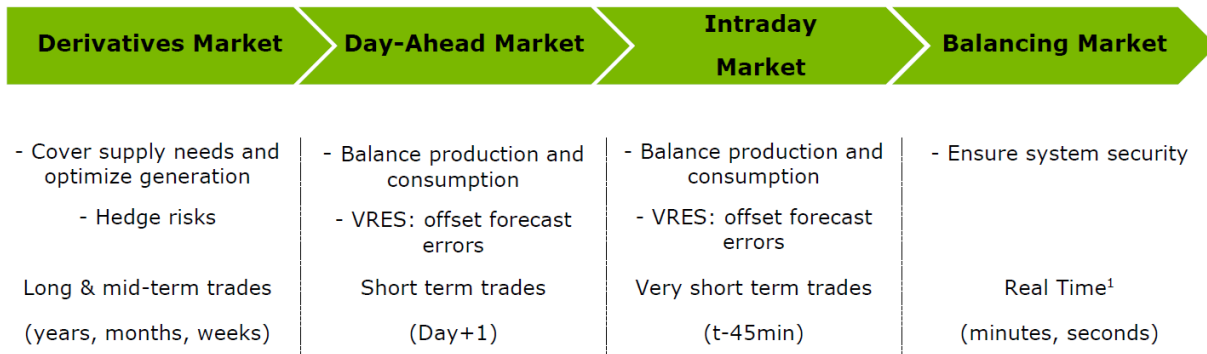 Derivatives Market
Day-Ahead Market
Intraday
Market
Balancing Market
- Cover supply needs and
optimize generation
- Hedge risks
Long & mid-term trades
(years, months, weeks)
- Balance production and
consumption
- VRES: offset forecast
errors
Short term trades
(Day+1)
- Balance production and
consumption
- VRES: offset forecast
errors
Very short term trades
(t-45min)
- Ensure system security
Real Time¹
(minutes, seconds)